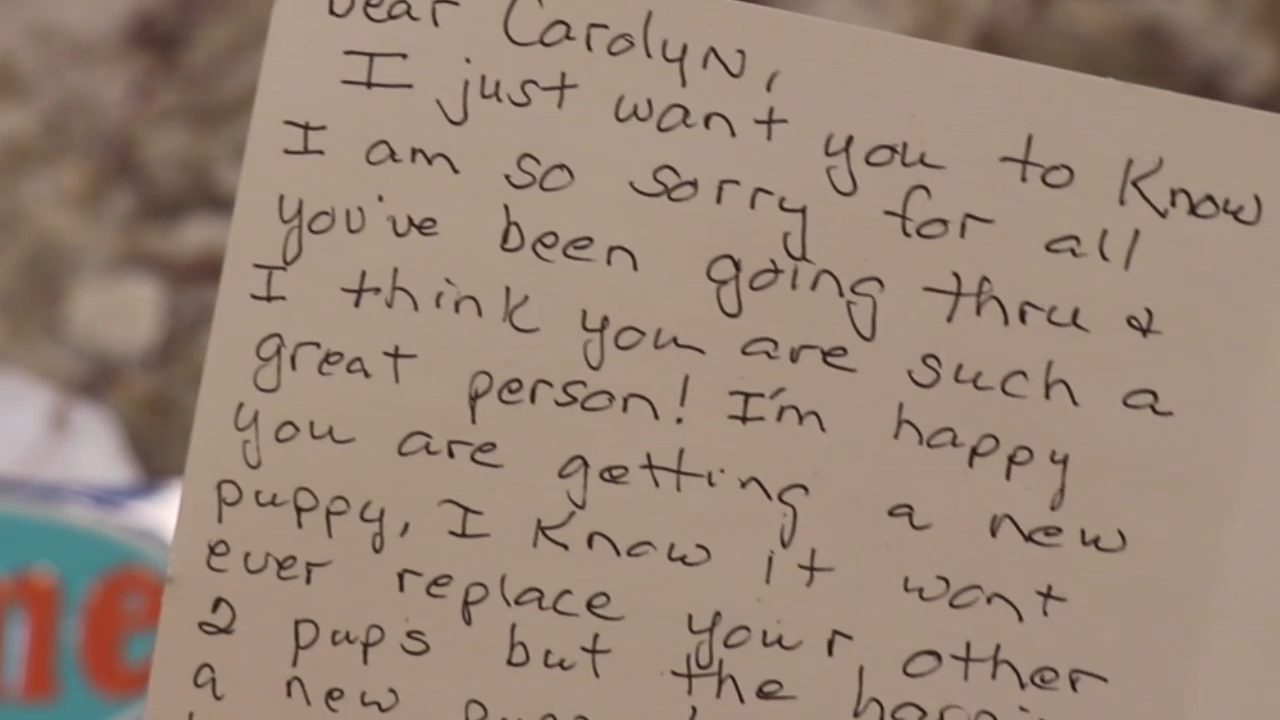 Dear Carolyn,
I just want you to Know
I am so sorry for all
you've been going thru &
I think you are such a
great person! I'm happy
you are getting a new
puppy, I Know it wont
ever replace your other
2 pups but the
a new
ne